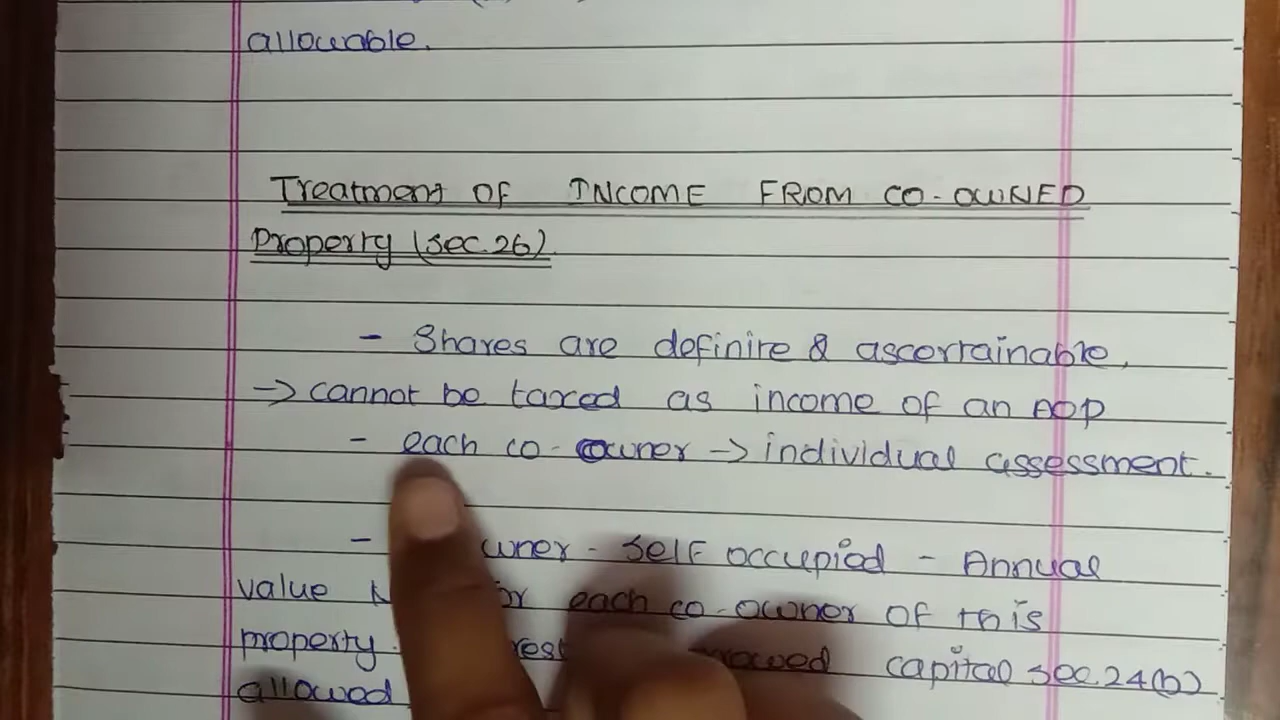 allowable.
Treatment OF INCOME FROM CO-OWNED
Property (sec.26)
- Shares are definite & ascertainable,
-> cannot be taxed as income of an AOP
- each co-owner -> individual assessment.
- self occupied - Annual
value each co-owner of this
property capital sec.24(b)
allowed